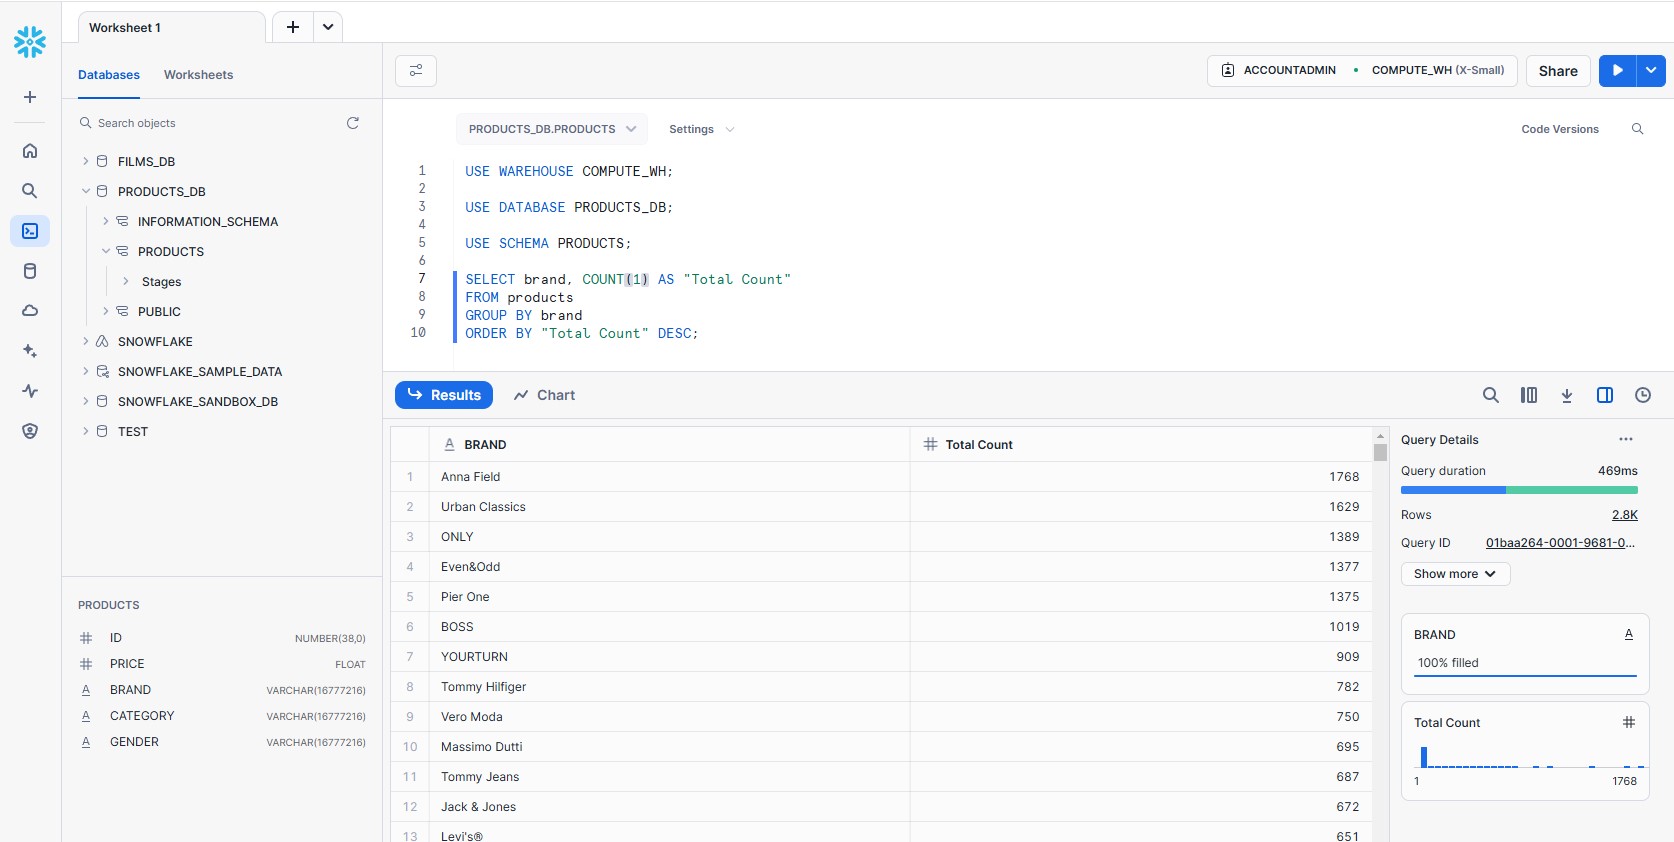 Worksheet 1
Databases
Worksheets
Search objects
FILMS_DB
PRODUCTS_DB
INFORMATION_SCHEMA
PRODUCTS
Stages
PUBLIC
SNOWFLAKE
SNOWFLAKE_SAMPLE_DATA
SNOWFLAKE_SANDBOX_DB
TEST
PRODUCTS
ID NUMBER(38,0)
PRICE FLOAT
BRAND VARCHAR(16777216)
CATEGORY VARCHAR(16777216)
GENDER VARCHAR(16777216)
ACCOUNTADMIN COMPUTE_WH (X-Small)
Share
PRODUCTS_DB.PRODUCTS
Settings
Code Versions
1 USE WAREHOUSE COMPUTE_WH;
2
3 USE DATABASE PRODUCTS_DB;
4
5 USE SCHEMA PRODUCTS;
6
7 SELECT brand, COUNT(1) AS "Total Count"
8 FROM products
9 GROUP BY brand
10 ORDER BY "Total Count" DESC;
Results
Chart
BRAND Total Count
1 Anna Field 1768
2 Urban Classics 1629
3 ONLY 1389
4 Even&Odd 1377
5 Pier One 1375
6 BOSS 1019
7 YOURTURN 909
8 Tommy Hilfiger 782
9 Vero Moda 750
10 Massimo Dutti 695
11 Tommy Jeans 687
12 Jack & Jones 672
13 Levi's® 651
Query Details
Query duration 469ms
Rows 2.8K
Query ID 01baa264-0001-9681-0...
Show more
BRAND A
100% filled
Total Count #
1 1768